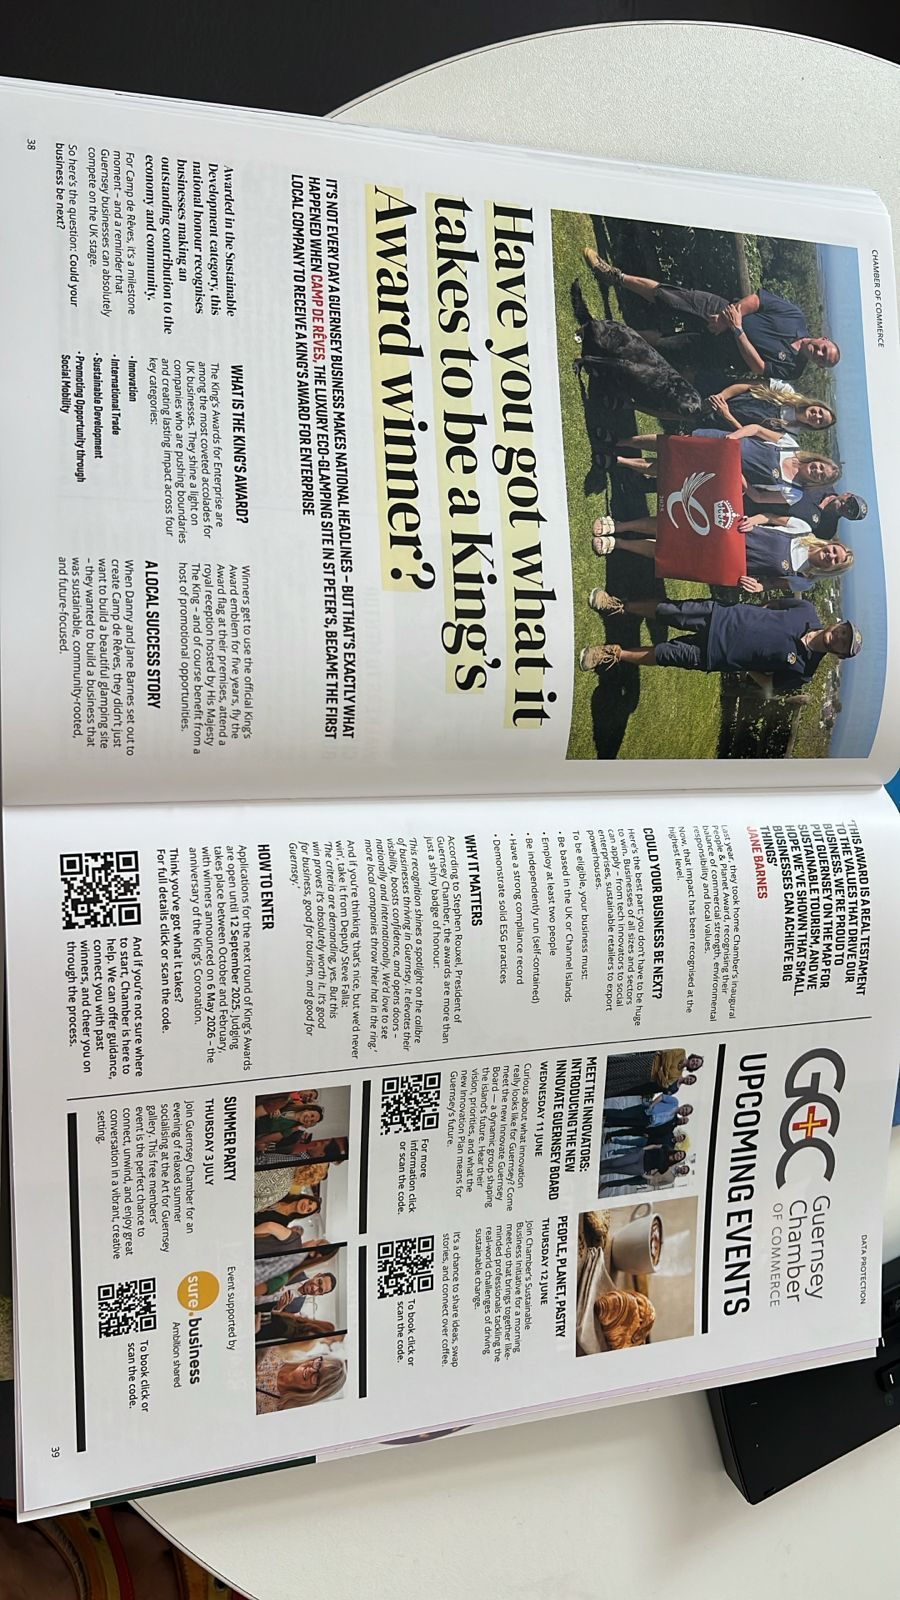 CHAMBER OF COMMERCE
2025
Have you got what it
takes to be a King's
Award winner?
IT'S NOT EVERY DAY A GUERNSEY BUSINESS MAKES NATIONAL HEADLINES – BUT THAT'S EXACTLY WHAT
HAPPENED WHEN CAMP DE RÊVES, THE LUXURY ECO-GLAMPING SITE IN ST PETER'S, BECAME THE FIRST
LOCAL COMPANY TO RECEIVE A KING'S AWARD FOR ENTERPRISE
Awarded in the Sustainable
Development category, this
national honour recognises
businesses making an
outstanding contribution to the
economy and community.
For Camp de Rêves, it's a milestone
moment – and a reminder that
Guernsey businesses can absolutely
compete on the UK stage.
So here's the question: Could your
business be next?
WHAT IS THE KING'S AWARD?
The King's Awards for Enterprise are
among the most coveted accolades for
UK businesses. They shine a light on
companies who are pushing boundaries
and creating lasting impact across four
key categories:
• Innovation
• International Trade
• Sustainable Development
• Promoting Opportunity through
Social Mobility
Winners get to use the official King's
Award emblem for five years, fly the
Award flag at their premises, attend a
royal reception hosted by His Majesty
The King – and of course benefit from a
host of promotional opportunities.
A LOCAL SUCCESS STORY
When Danny and Jane Barnes set out to
create Camp de Rêves, they didn't just
want to build a beautiful glamping site
– they wanted to build a business that
was sustainable, community-rooted,
and future-focused.
38
'THIS AWARD IS A REAL TESTAMENT
TO THE VALUES THAT DRIVE OUR
BUSINESS. WE'RE PROUD TO
PUT GUERNSEY ON THE MAP FOR
SUSTAINABLE TOURISM, AND WE
HOPE WE'VE SHOWN THAT SMALL
BUSINESSES CAN ACHIEVE BIG
THINGS'
JANE BARNES
Last year, they took home Chamber's inaugural
People & Planet Award, recognising their
balance of commercial strength, environmental
responsibility and local values.
Now, that impact has been recognised at the
highest level.
COULD YOUR BUSINESS BE NEXT?
Here's the best part: you don't have to be huge
to win. Businesses of all sizes and sectors
can apply – from tech innovators to social
enterprises, sustainable retailers to export
powerhouses.
To be eligible, your business must:
• Be based in the UK or Channel Islands
• Employ at least two people
• Be independently run (self-contained)
• Have a strong compliance record
• Demonstrate solid ESG practices
WHY IT MATTERS
According to Stephen Rouxel, President of
Guernsey Chamber, the awards are more than
just a shiny badge of honour:
'This recognition shines a spotlight on the calibre
of businesses thriving in Guernsey. It elevates their
visibility, boosts confidence, and opens doors –
nationally and internationally. We'd love to see
more local companies throw their hat in the ring.'
And if you're thinking that's nice, but we'd never
win', take it from Deputy Steve Falla:
'The criteria are demanding, yes. But this
win proves it's absolutely worth it. It's good
for business, good for tourism, and good for
Guernsey.'
HOW TO ENTER
Applications for the next round of King's Awards
are open until 12 September 2025. Judging
takes place between October and February,
with winners announced on 6 May 2026 – the
anniversary of the King's Coronation.
Think you've got what it takes?
For full details click or scan the code.
And if you're not sure where
to start, Chamber is here to
help. We can offer guidance,
connect you with past
winners, and cheer you on
through the process.
DATA PROTECTION
GCC
Guernsey
Chamber
OF COMMERCE
UPCOMING EVENTS
MEET THE INNOVATORS:
INTRODUCING THE NEW
INNOVATE GUERNSEY BOARD
WEDNESDAY 11 JUNE
Curious about what innovation
really looks like for Guernsey? Come
meet the new Innovate Guernsey
Board — a dynamic group shaping
the island's future. Hear their
vision, priorities, and what the
new Innovation Plan means for
Guernsey's future.
For more
information click
or scan the code.
PEOPLE, PLANET, PASTRY
THURSDAY 12 JUNE
Join Chamber's Sustainable
Business Initiative for a morning
meet-up that brings together like-
minded professionals tackling the
real-world challenges of driving
sustainable change.
It's a chance to share ideas, swap
stories, and connect over coffee.
To book click or
scan the code.
SUMMER PARTY
THURSDAY 3 JULY
Join Guernsey Chamber for an
evening of relaxed summer
socialising at the Art for Guernsey
gallery. This free members'
event is the perfect chance to
connect, unwind, and enjoy great
conversation in a vibrant, creative
setting.
Event supported by
sure.business
Ambition shared
To book click or
scan the code.
39